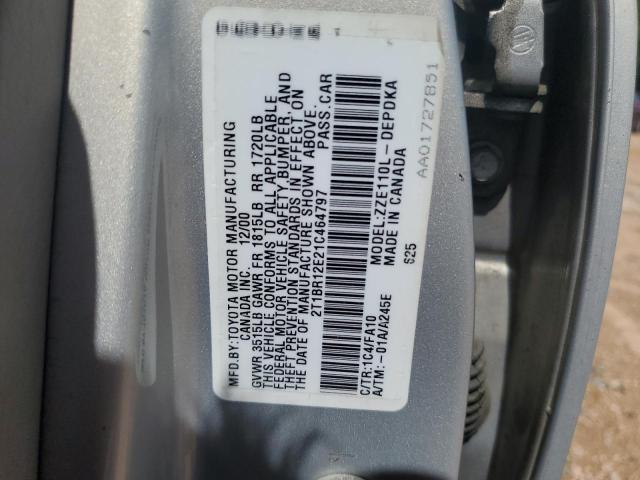 MFD.BY:TOYOTA MOTOR MANUFACTURING
CANADA INC. 12/00
GVWR 3515LB GAWR FR 1815LB RR 1720LB
THIS VEHICLE CONFORMS TO ALL APPLICABLE
FEDERAL MOTOR VEHICLE SAFETY, BUMPER, AND
THEFT PREVENTION STANDARDS IN EFFECT ON
THE DATE OF MANUFACTURE SHOWN ABOVE.
2T1BR12E21C464797 PASS.CAR
C/TR:1C4/FA10 MODEL:ZZE110L-DEPDKA
A/TM:-01A/A245E MADE IN CANADA
S25
AA01727851